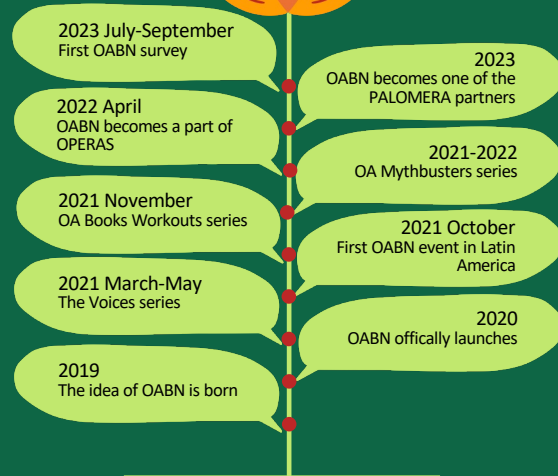 2023 July-September
First OABN survey
2023
OABN becomes one of the
PALOMERA partners
2022 April
OABN becomes a part of
OPERAS
2021-2022
OA Mythbusters series
2021 November
OA Books Workouts series
2021 October
First OABN event in Latin
America
2021 March-May
The Voices series
2020
OABN offically launches
2019
The idea of OABN is born